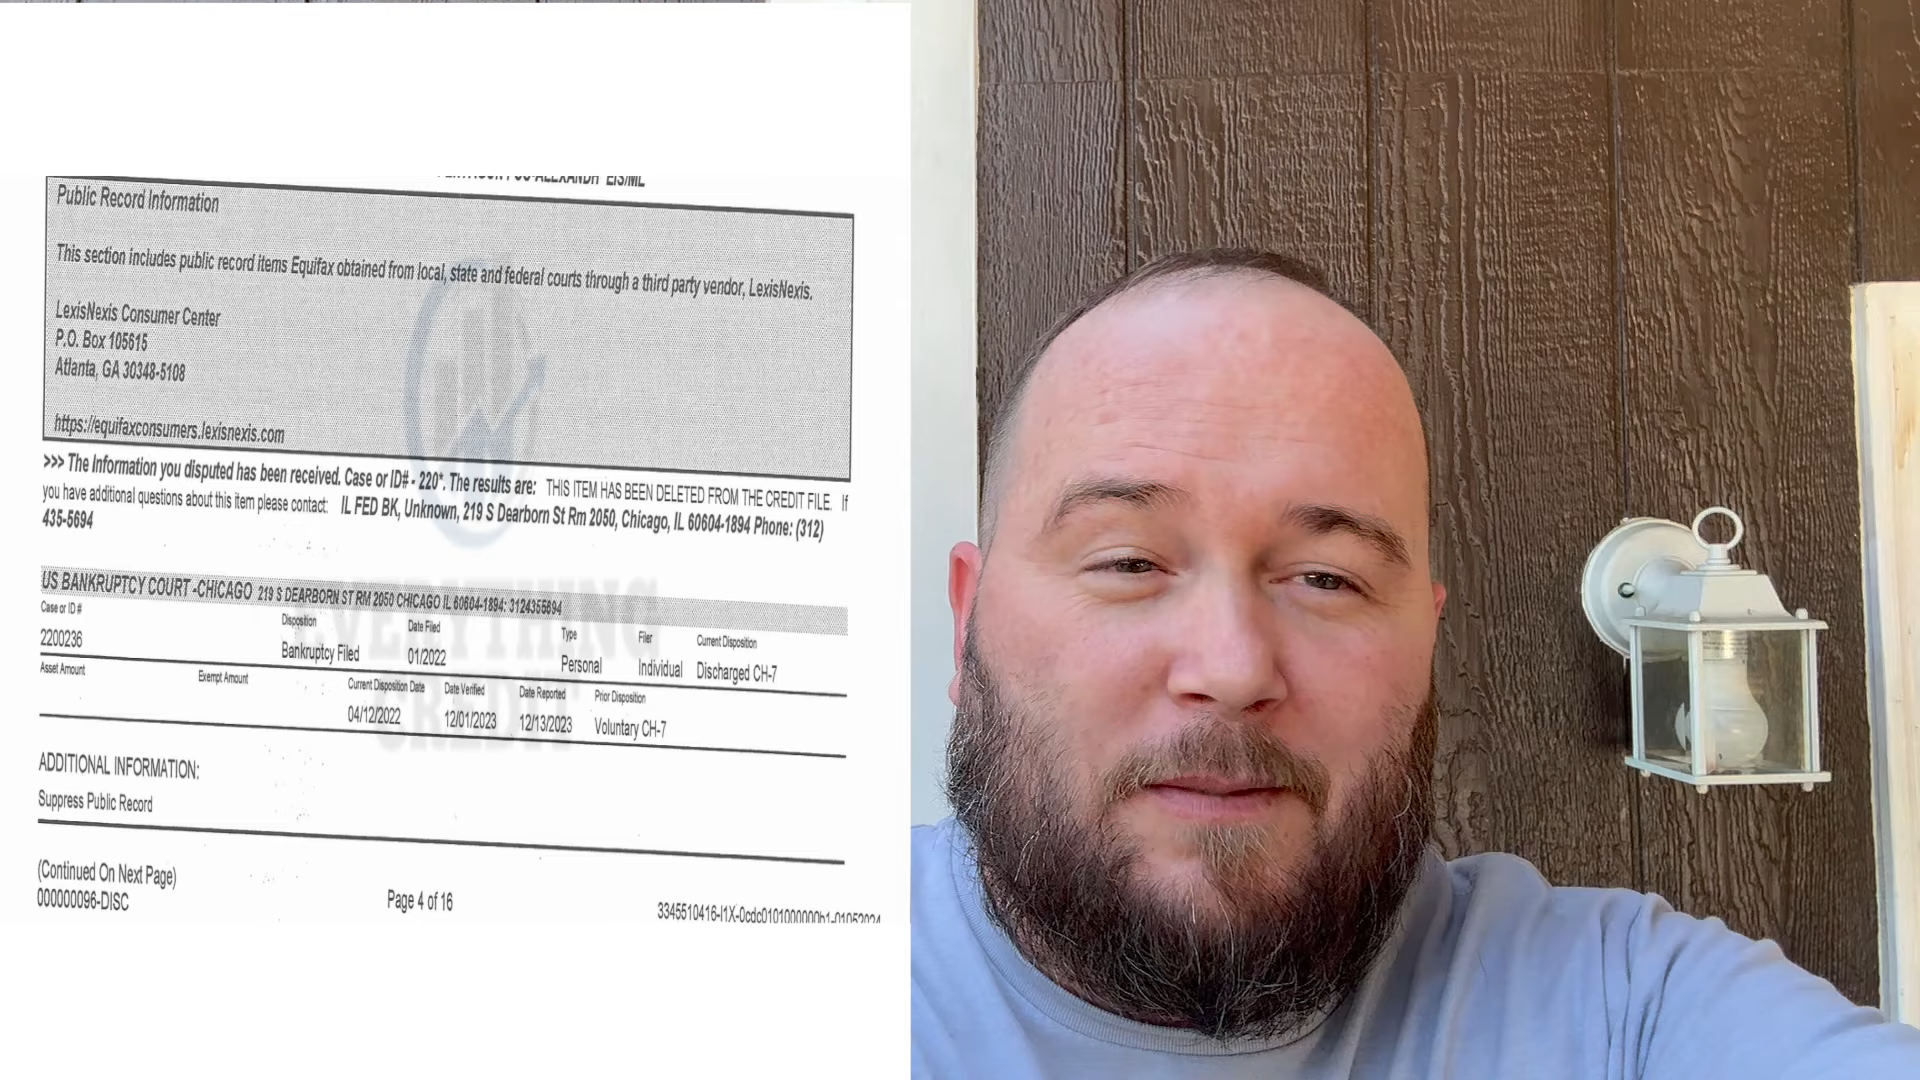 Public Record Information
This section includes public record items Equifax obtained from local, state and federal courts through a third party vendor, LexisNexis.
LexisNexis Consumer Center
P.O. Box 105615
Atlanta, GA 30348-5108
https://equifaxconsumers.lexisnexis.com
>>> The Information you disputed has been received. Case or ID# - 220*. The results are: THIS ITEM HAS BEEN DELETED FROM THE CREDIT FILE. If
you have additional questions about this item please contact: IL FED BK, Unknown, 219 S Dearborn St Rm 2050, Chicago, IL 60604-1894 Phone: (312)
435-5694
US BANKRUPTCY COURT -CHICAGO 219 S DEARBORN ST RM 2050 CHICAGO IL 60604-1894: 3124355694
Case or ID # Disposition Date Filed Type Filer Current Disposition
2200236 Bankruptcy Filed 01/2022 Personal Individual Discharged CH-7
Asset Amount Exempt Amount Current Disposition Date Date Verified Date Reported Prior Disposition
04/12/2022 12/01/2023 12/13/2023 Voluntary CH-7
ADDITIONAL INFORMATION:
Suppress Public Record
(Continued On Next Page)
000000096-DISC Page 4 of 16
EVERYTHING
CREDIT